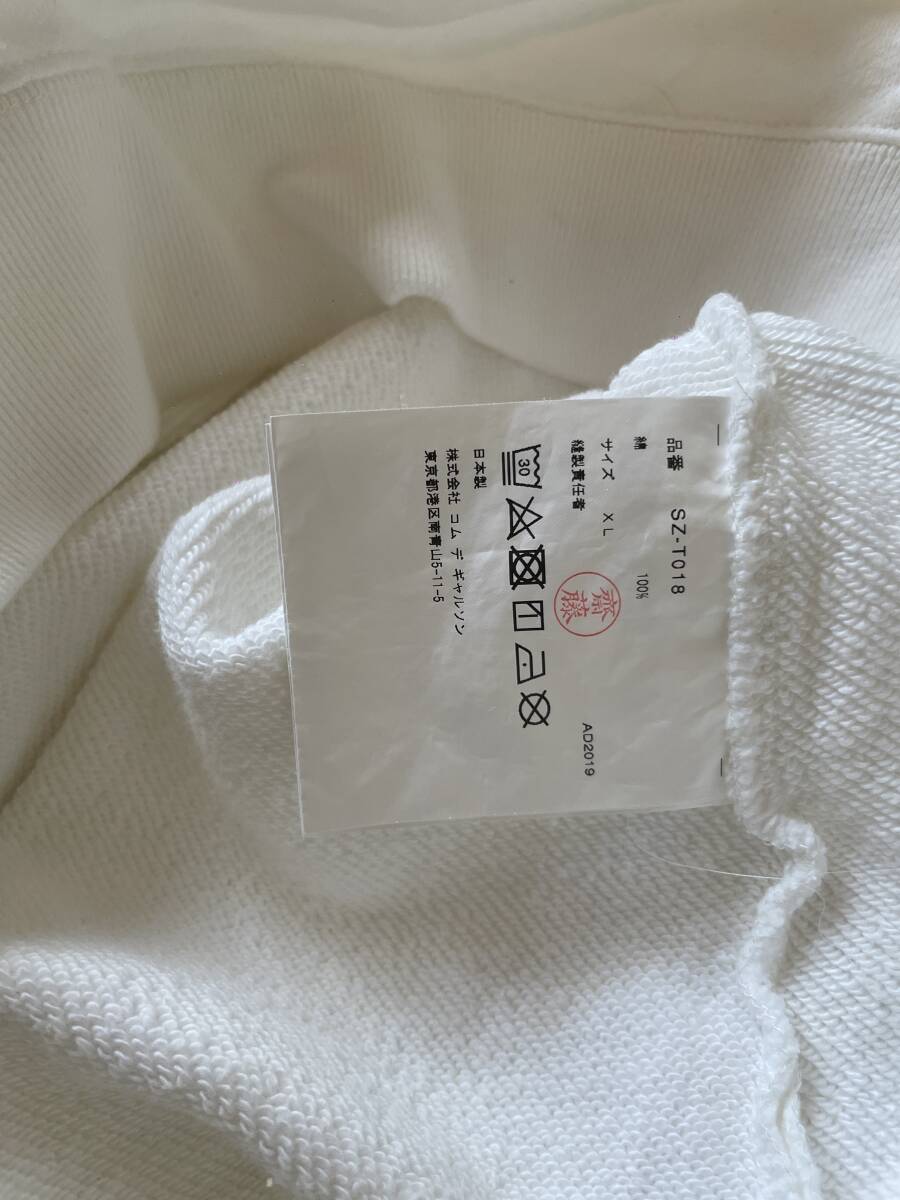 品番 SZ-T018
綿 100%
サイズ XL
縫製責任者 齋藤 AD2019
30
日本製
株式会社 コム デ ギャルソン
東京都港区南青山5-11-5